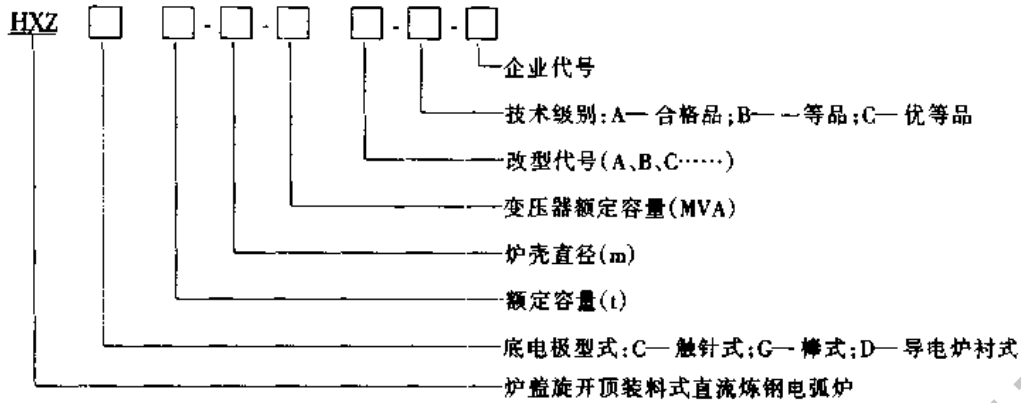 HXZ □ □-□-□ □-□-□
企业代号
技术级别:A—合格品;B—一等品;C—优等品
改型代号(A、B、C……)
变压器额定容量(MVA)
炉壳直径(m)
额定容量(t)
底电极型式:C—触针式;G—棒式;D—导电炉衬式
炉盖旋开顶装料式直流炼钢电弧炉